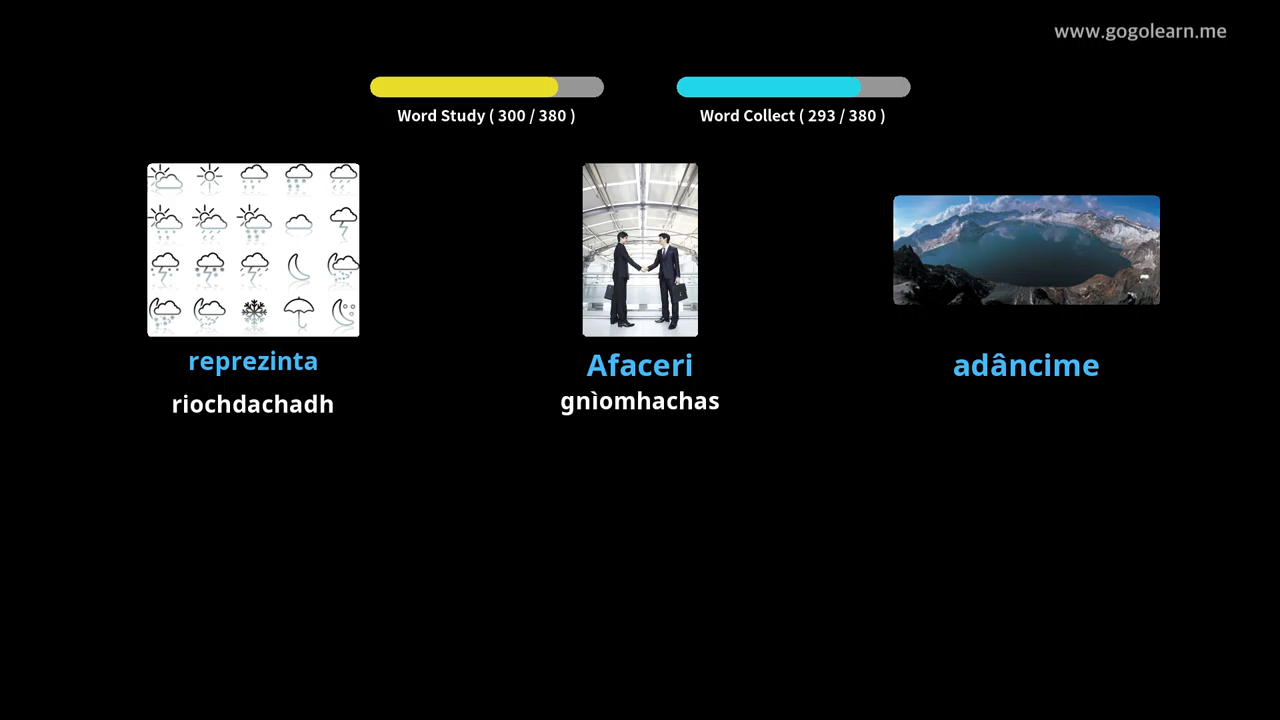 www.gogolearn.me
Word Study ( 300 / 380 )
Word Collect ( 293 / 380 )
reprezinta
riochdachadh
Afaceri
gnìomhachas
adâncime